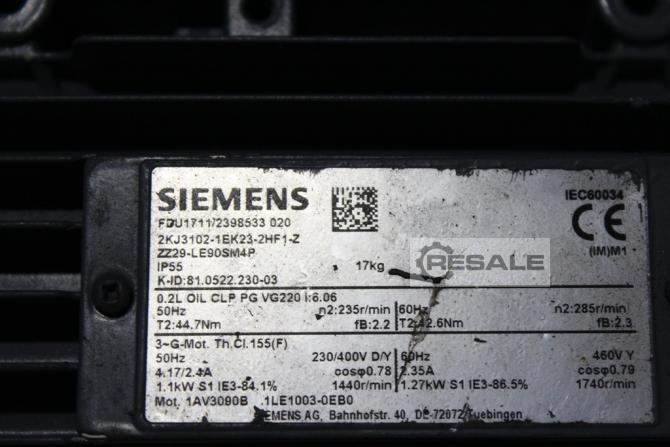 SIEMENS
IEC60034
FDU1711/2398533 020
2KJ3102-1EK23-2HF1-Z
CE
ZZ29-LE90SM4P
(IM)M1
IP55 17kg
K-ID:81.0522.230-03
RESALE
0.2L OIL CLP PG VG220 i:6.06
50Hz n2:235r/min 60Hz n2:285r/min
T2:44.7Nm fB:2.2 T2:42.6Nm fB:2.3
3~G-Mot. Th.Cl.155(F)
50Hz 230/400V D/Y 60Hz 460V Y
4.17/2.4A cosφ0.78 2.35A cosφ0.79
1.1kW S1 IE3-84.1% 1440r/min 1.27kW S1 IE3-86.5% 1740r/min
Mot. 1AV3090B 1LE1003-0EB0
SIEMENS AG, Bahnhofstr. 40, DE-72072 Tuebingen